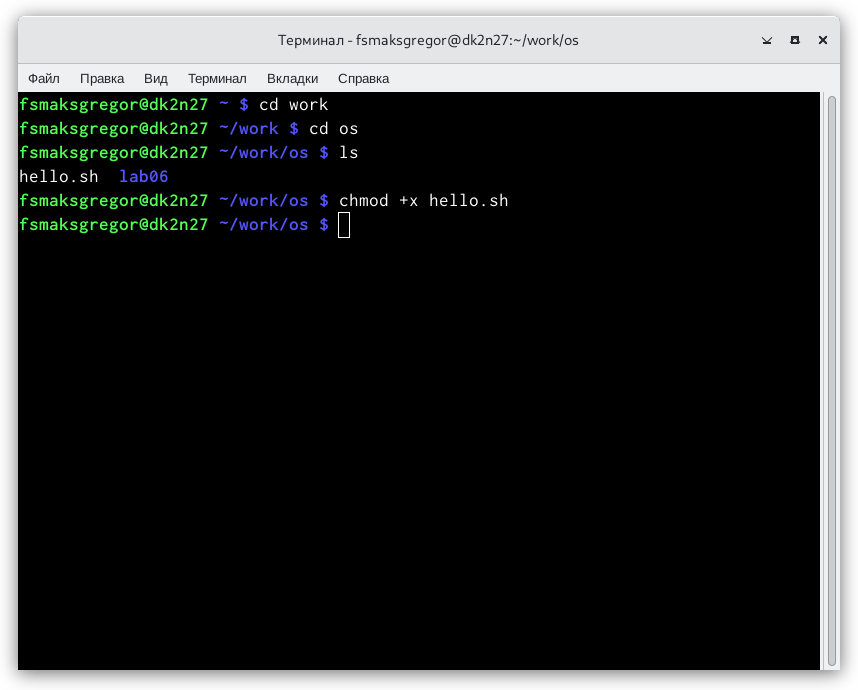 Терминал - fsmaksgregor@dk2n27:~/work/os
Файл Правка Вид Терминал Вкладки Справка
fsmaksgregor@dk2n27 ~ $ cd work
fsmaksgregor@dk2n27 ~/work $ cd os
fsmaksgregor@dk2n27 ~/work/os $ ls
hello.sh  lab06
fsmaksgregor@dk2n27 ~/work/os $ chmod +x hello.sh
fsmaksgregor@dk2n27 ~/work/os $